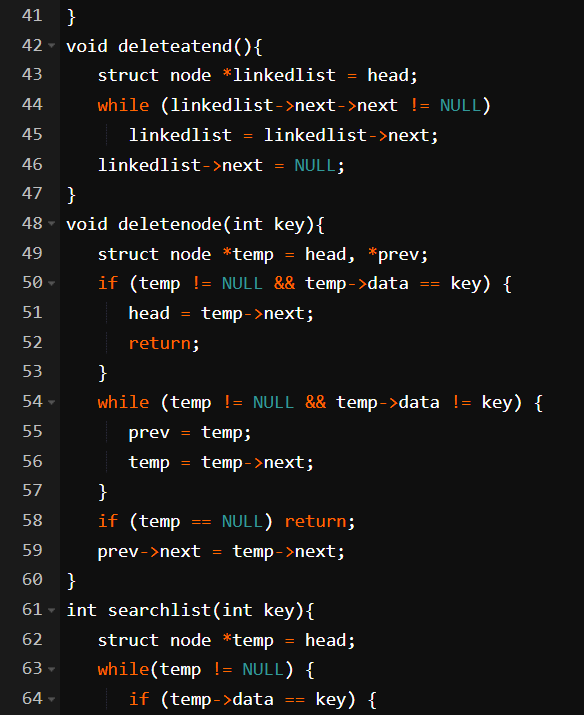 41 }
42 void deleteatend(){
43    struct node *linkedlist = head;
44    while (linkedlist->next->next != NULL)
45       linkedlist = linkedlist->next;
46    linkedlist->next = NULL;
47 }
48 void deletenode(int key){
49    struct node *temp = head, *prev;
50    if (temp != NULL && temp->data == key) {
51       head = temp->next;
52       return;
53    }
54    while (temp != NULL && temp->data != key) {
55       prev = temp;
56       temp = temp->next;
57    }
58    if (temp == NULL) return;
59    prev->next = temp->next;
60 }
61 int searchlist(int key){
62    struct node *temp = head;
63    while(temp != NULL) {
64       if (temp->data == key) {